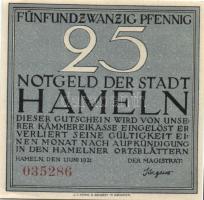 FÜNFUNDZWANZIG PFENNIG
25
NOTGELD DER STADT
HAMELN
DIESER GUTSCHEIN WIRD VON UNSE-
RER KÄMMEREIKASSE EINGELÖST ER
VERLIERT SEINE GÜLTIGKEIT EI-
NEN MONAT NACH AUFKÜNDIGUNG
IN DEN HAMELNER ORTSBLÄTTERN
HAMELN, DEN 1.JUNI 1921 DER MAGISTRAT:
035286